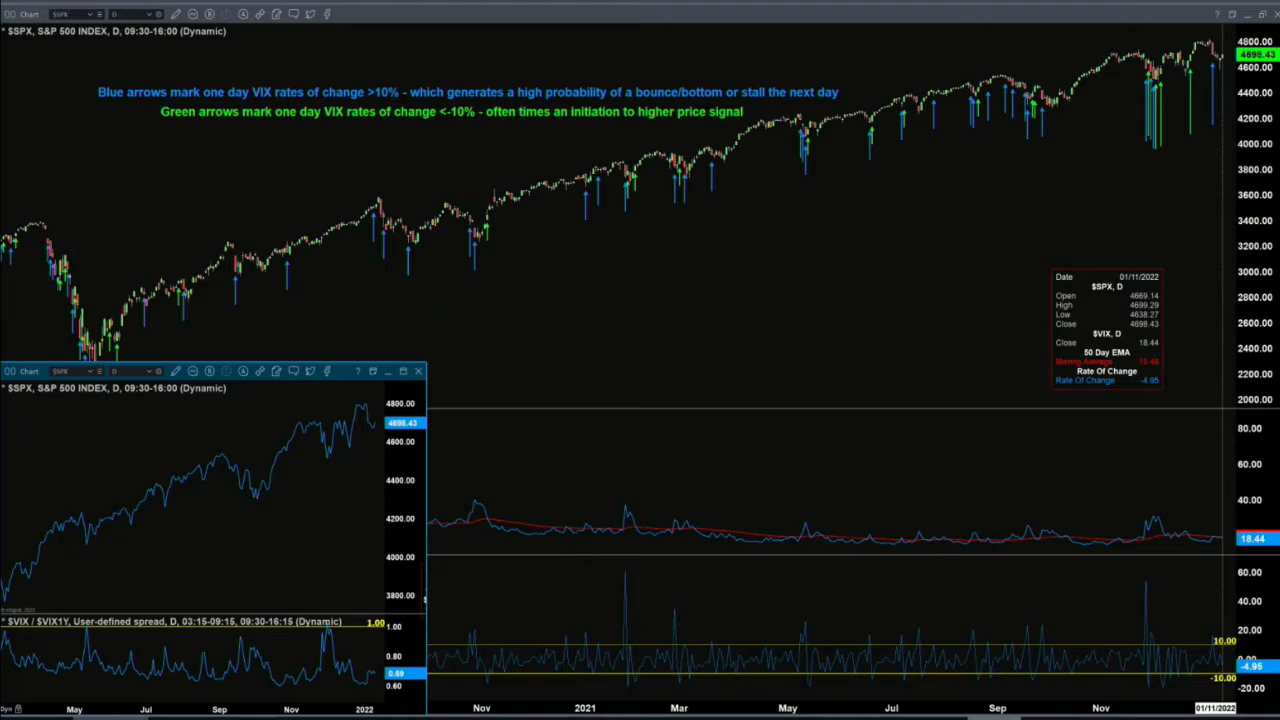 Chart $SPX D
* $SPX, S&P 500 INDEX, D, 09:30-16:00 (Dynamic)
Blue arrows mark one day VIX rates of change >10% - which generates a high probability of a bounce/bottom or stall the next day
Green arrows mark one day VIX rates of change <-10% - often times an initiation to higher price signal
4800.00
4698.43
4600.00
4400.00
4200.00
4000.00
3800.00
3600.00
3400.00
3200.00
3000.00
2800.00
2600.00
2400.00
2200.00
2000.00
Date 01/11/2022
$SPX, D
Open 4669.14
High 4699.29
Low 4638.27
Close 4698.43
$VIX, D
Close 18.44
50 Day EMA
Moving Average
Rate Of Change
Rate Of Change -4.95
80.00
60.00
40.00
18.44
60.00
40.00
20.00
10.00
0.00
-4.95
-10.00
-20.00
Chart $SPX D
* $SPX, S&P 500 INDEX, D, 09:30-16:00 (Dynamic)
4800.00
4698.43
4600.00
4400.00
4200.00
4000.00
3800.00
* $VIX / $VIX1Y, User-defined spread, D, 03:15-09:15, 09:30-16:15 (Dynamic)
1.00
1.00
0.80
0.69
0.60
Dyn May Jul Sep Nov 2022
Nov 2021 Mar May Jul Sep Nov 01/11/2022